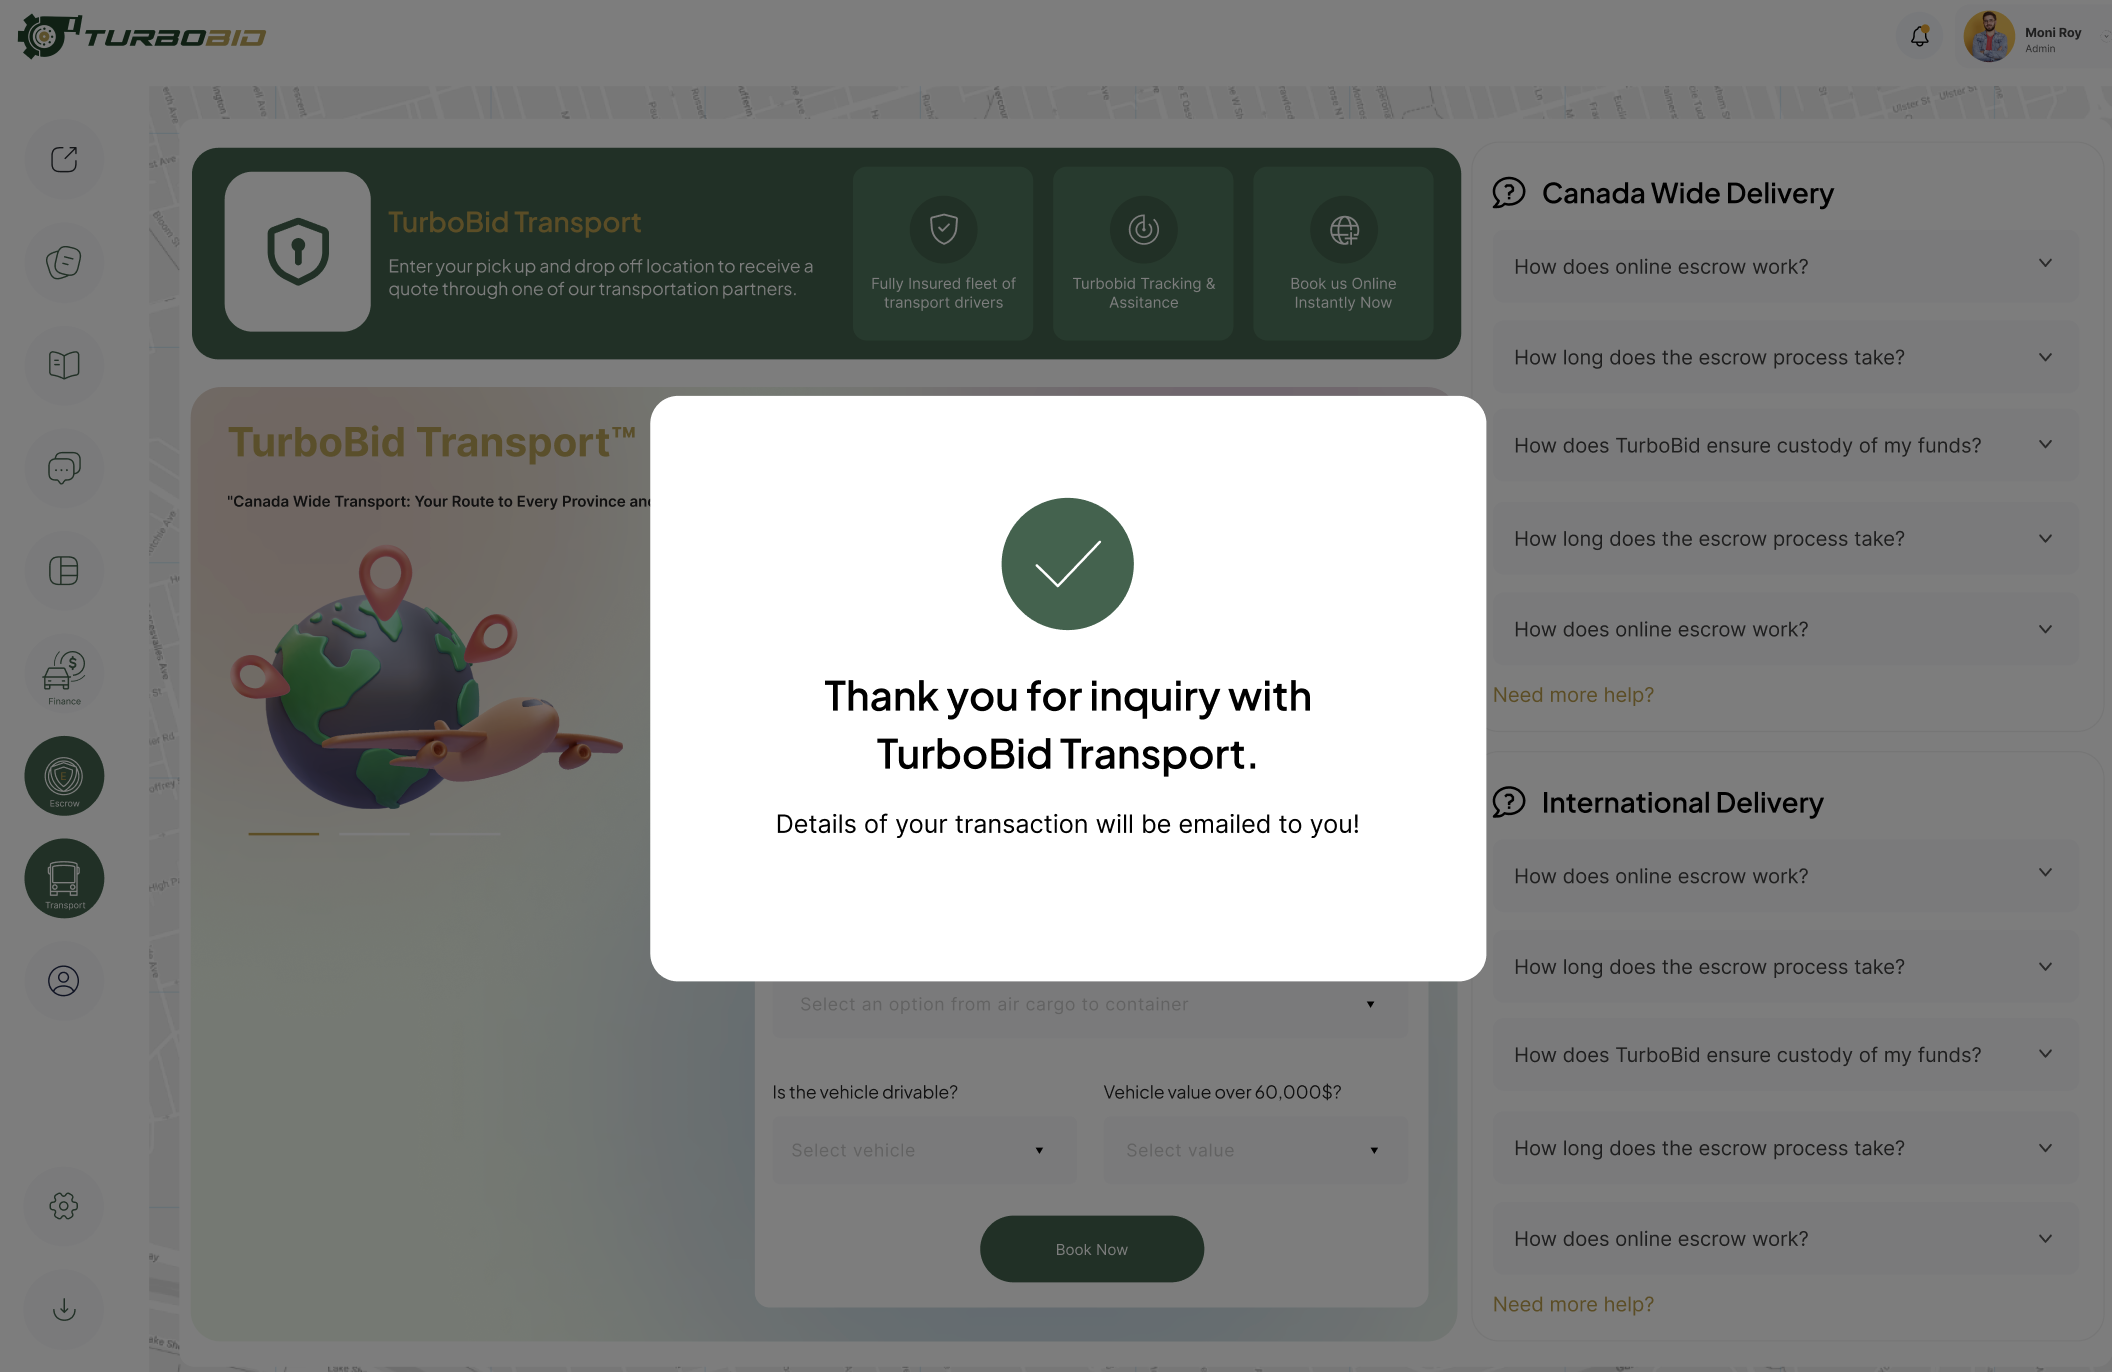 TURBOBID
Moni Roy
Admin
TurboBid Transport
Enter your pick up and drop off location to receive a
quote through one of our transportation partners.
Fully Insured fleet of
transport drivers
Turbobid Tracking &
Assitance
Book us Online
Instantly Now
TurboBid Transport™
"Canada Wide Transport: Your Route to Every Province
Thank you for inquiry with
TurboBid Transport.
Details of your transaction will be emailed to you!
Select an option from air cargo to container
Is the vehicle drivable?
Vehicle value over 60,000$?
Select vehicle
Select value
Book Now
Canada Wide Delivery
How does online escrow work?
How long does the escrow process take?
How does TurboBid ensure custody of my funds?
How long does the escrow process take?
How does online escrow work?
Need more help?
International Delivery
How does online escrow work?
How long does the escrow process take?
How does TurboBid ensure custody of my funds?
How long does the escrow process take?
How does online escrow work?
Need more help?
Finance
Escrow
Transport
Ulster St
Ulster St